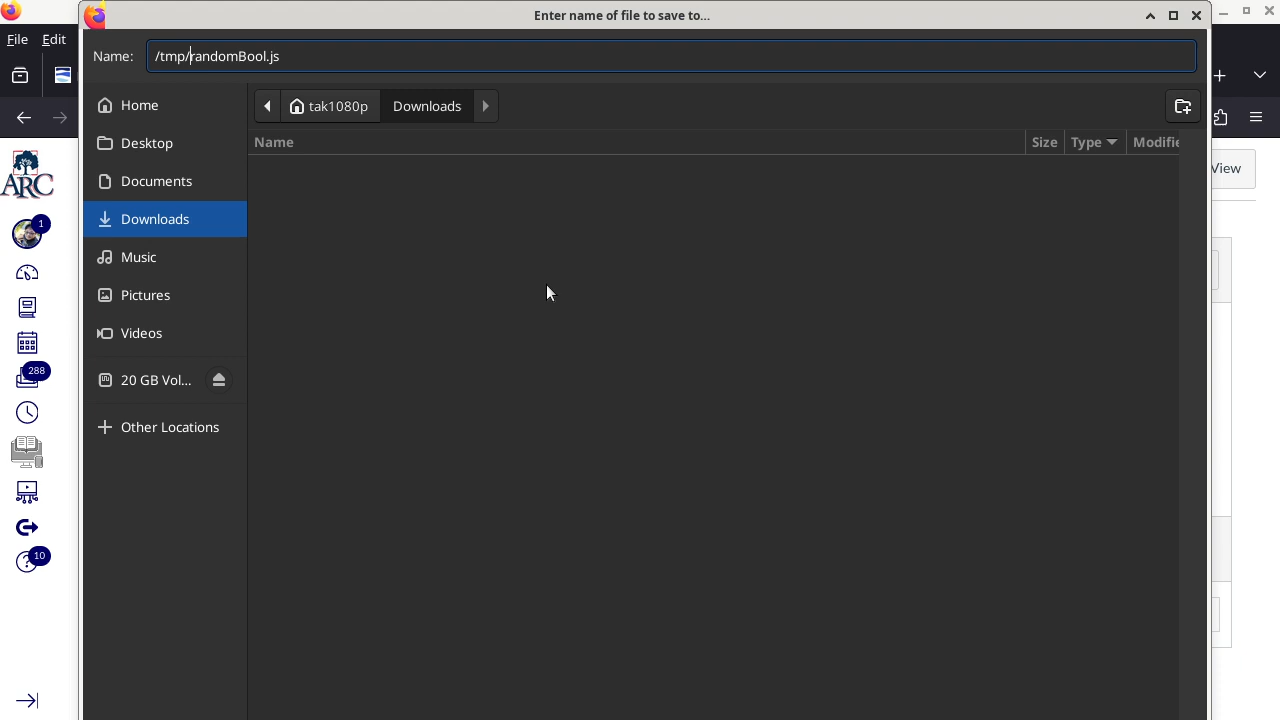 Enter name of file to save to...
File Edit
Name: /tmp/randomBool.js
tak1080p Downloads
Home
Desktop
Documents
Downloads
Music
Pictures
Videos
20 GB Vol...
Other Locations
Name Size Type Modifie
View
ARC
1
288
10